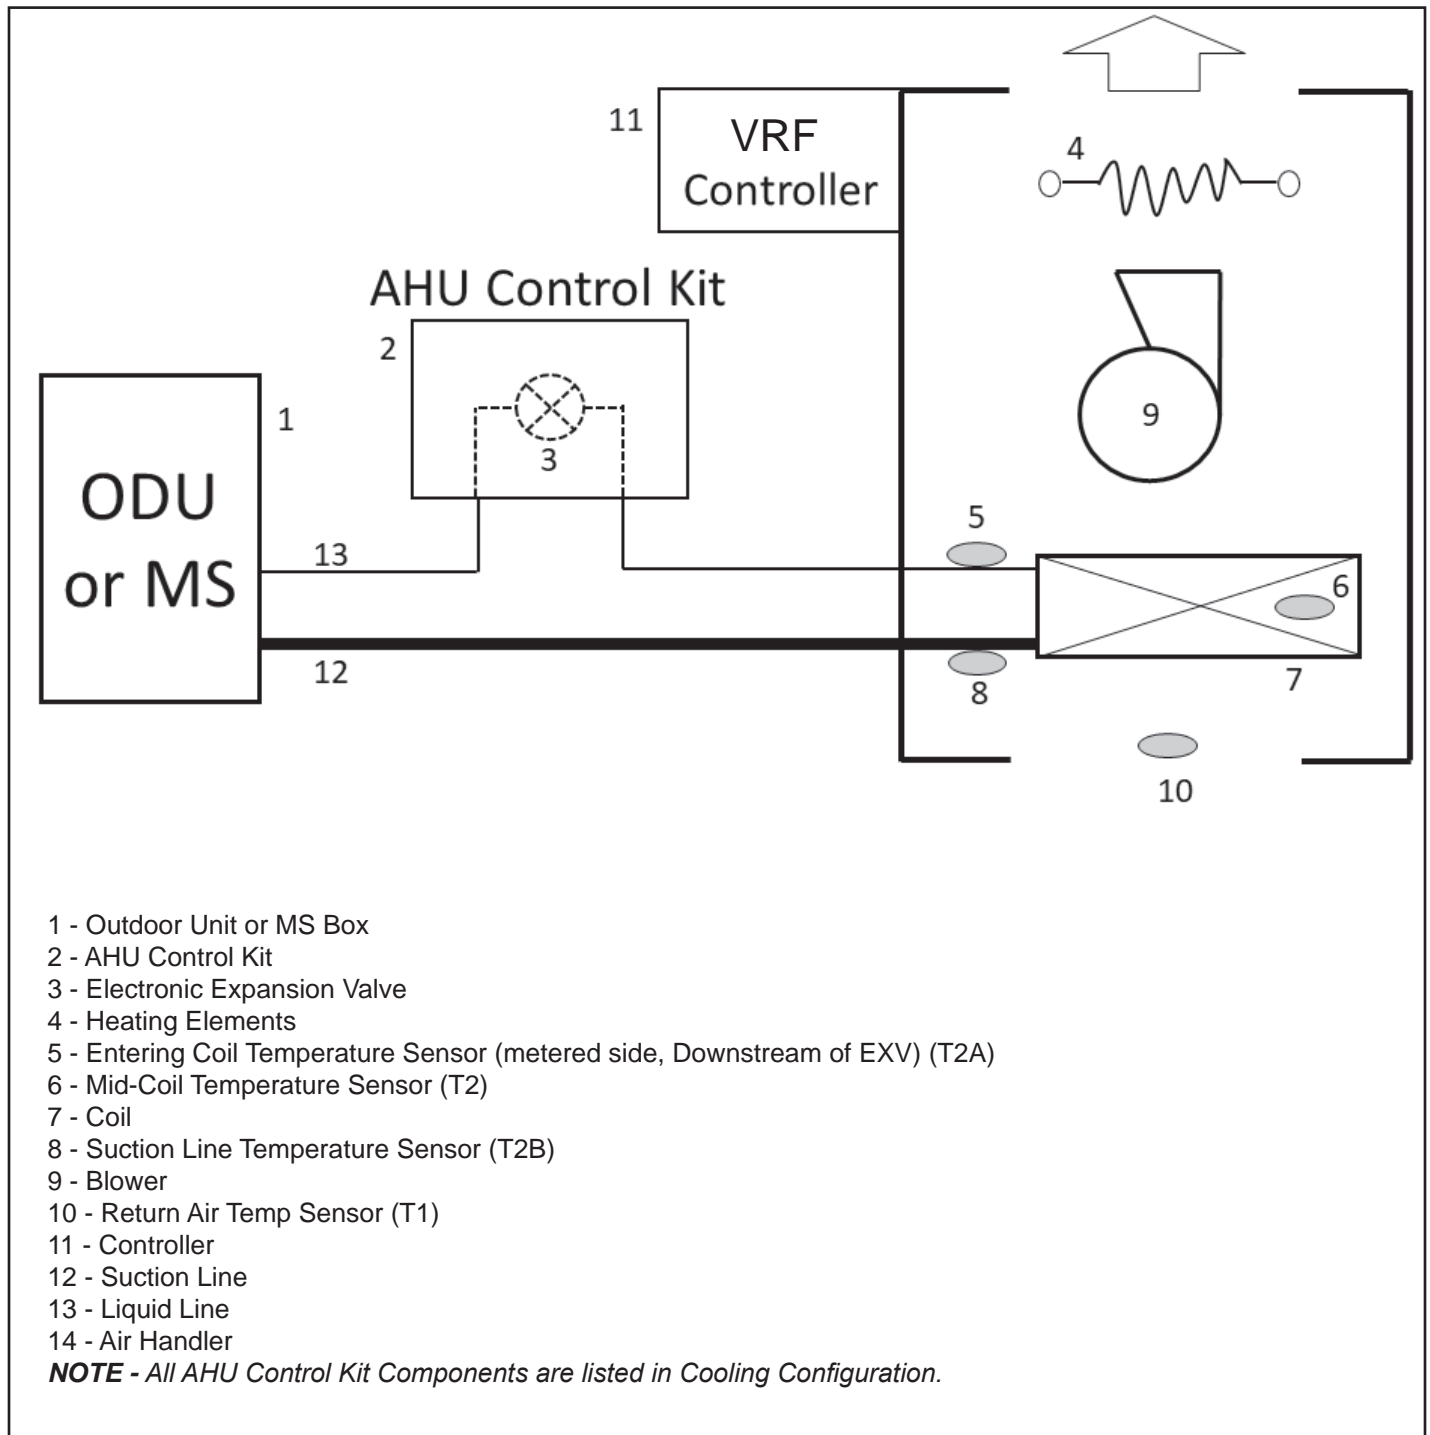 11
VRF
Controller
4
AHU Control Kit
2
3
1
ODU
or MS
13
12
9
5
6
7
8
10
1 - Outdoor Unit or MS Box
2 - AHU Control Kit
3 - Electronic Expansion Valve
4 - Heating Elements
5 - Entering Coil Temperature Sensor (metered side, Downstream of EXV) (T2A)
6 - Mid-Coil Temperature Sensor (T2)
7 - Coil
8 - Suction Line Temperature Sensor (T2B)
9 - Blower
10 - Return Air Temp Sensor (T1)
11 - Controller
12 - Suction Line
13 - Liquid Line
14 - Air Handler
NOTE - All AHU Control Kit Components are listed in Cooling Configuration.